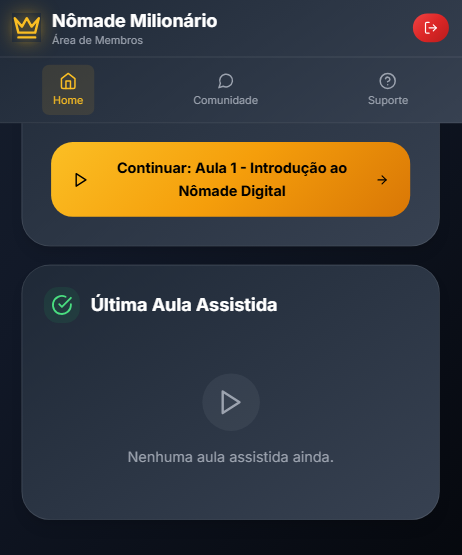 Nômade Milionário
Área de Membros
Home
Comunidade
Suporte
Continuar: Aula 1 - Introdução ao
Nômade Digital
Última Aula Assistida
Nenhuma aula assistida ainda.